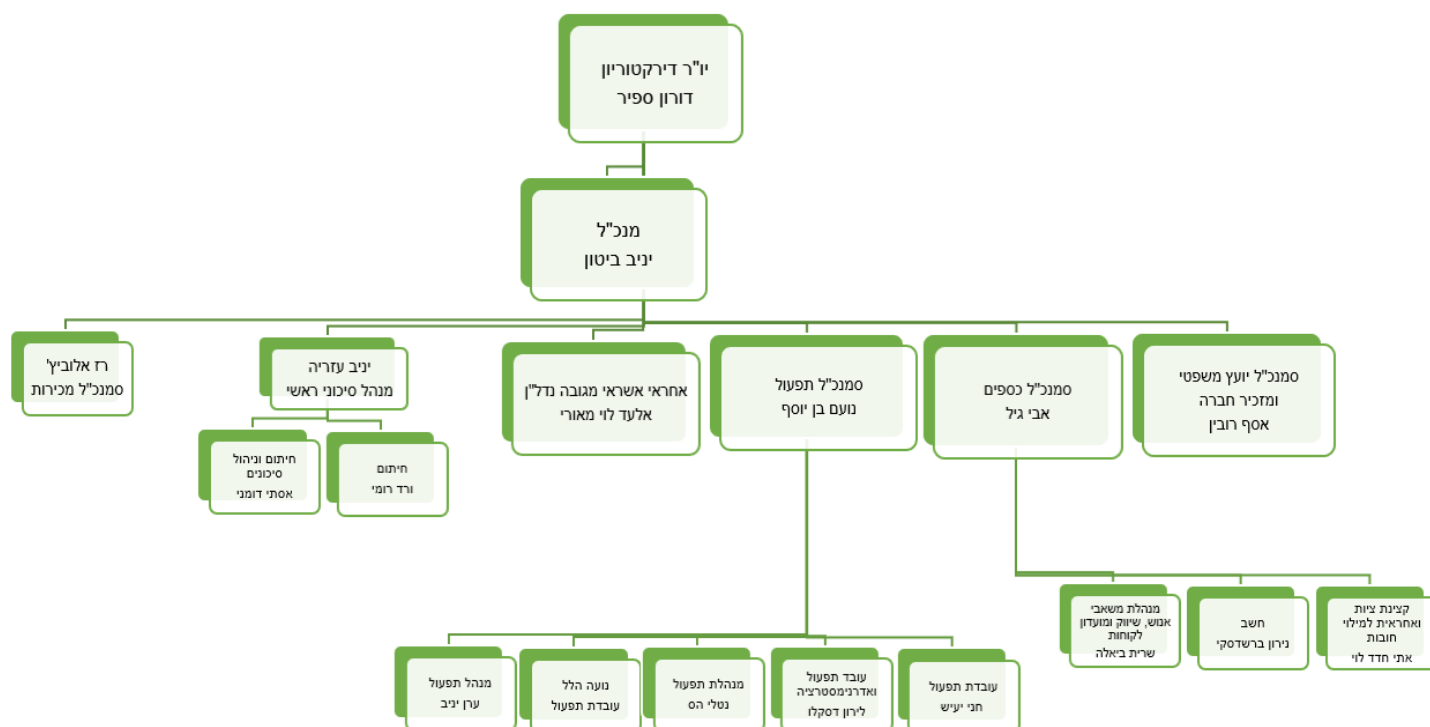 יו"ר דירקטוריון
דורון ספיר
מנכ"ל
יניב ביטון
סמנכ"ל יועץ משפטי
ומזכיר חברה
אסף רובין
סמנכ"ל כספים
אבי גיל
סמנכ"ל תפעול
נועם בן יוסף
אחראי אשראי מגובה נדל"ן
אלעד לוי מאורי
יניב עזריה
מנהל סיכוני ראשי
רז אלוביץ'
סמנכ"ל מכירות
חיתום
ורד רומי
חיתום וניהול
סיכונים
אסתי דומני
קצינת ציות
ואחראית למילוי
חובות
אתי חדד לוי
חשב
נירון ברשדסקי
מנהלת משאבי
אנוש, שיווק ומועדון
לקוחות
שרית ביאלה
עובדת תפעול
חני יעיש
עובד תפעול
ואדרנימסטרציה
לירון דסקלו
מנהלת תפעול
נטלי הס
נועה הלל
עובדת תפעול
מנהל תפעול
ערן יניב